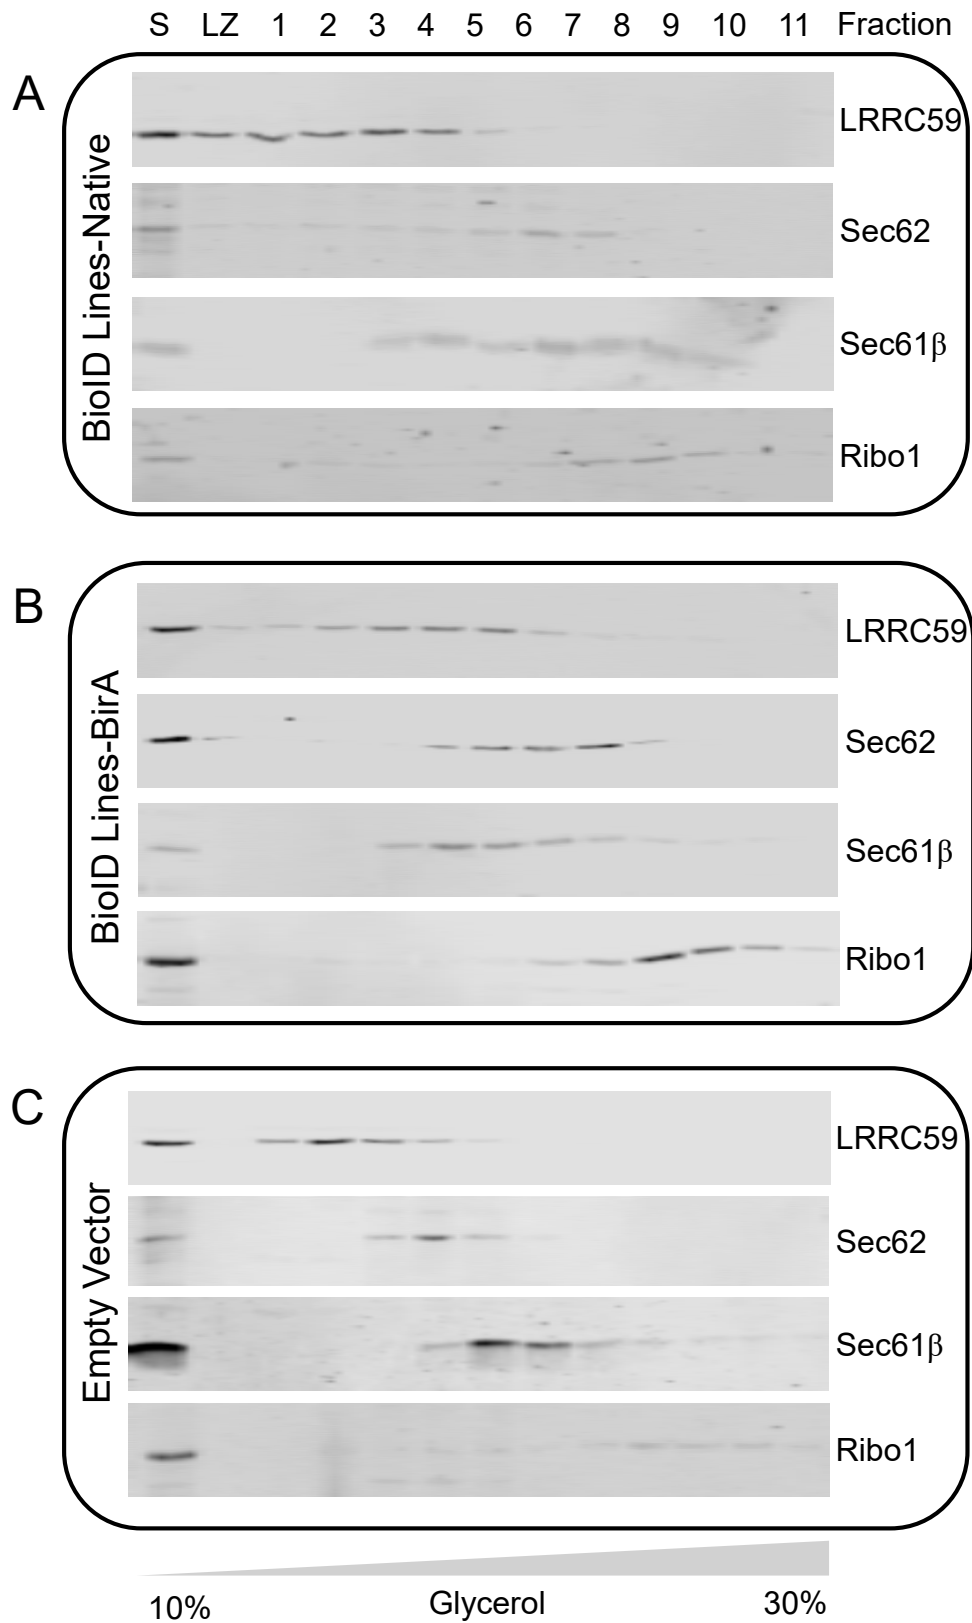 S LZ 1 2 3 4 5 6 7 8 9 10 11 Fraction
A
BioID Lines-Native
LRRC59
Sec62
Sec61β
Ribo1
B
BioID Lines-BirA
LRRC59
Sec62
Sec61β
Ribo1
C
Empty Vector
LRRC59
Sec62
Sec61β
Ribo1
10% Glycerol 30%